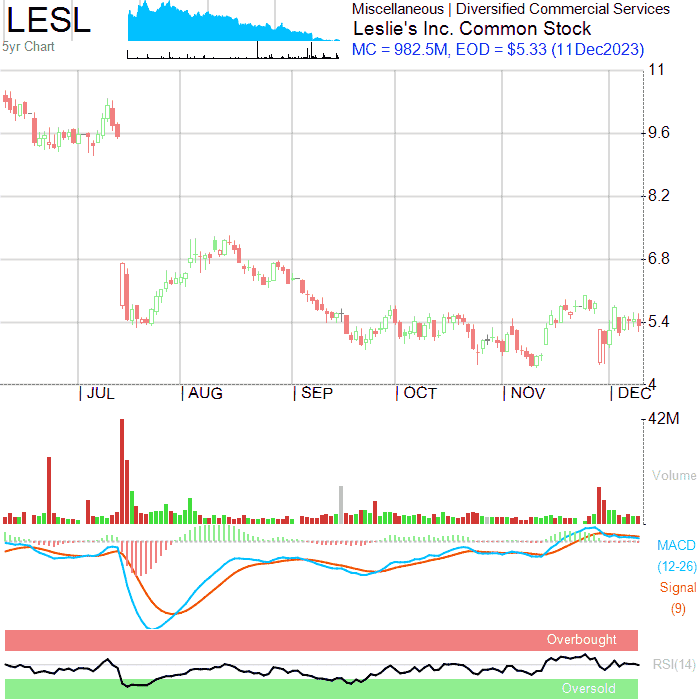 LESL
5yr Chart
Miscellaneous | Diversified Commercial Services
Leslie's Inc. Common Stock
MC = 982.5M, EOD = $5.33 (11Dec2023)
11
9.6
8.2
6.8
5.4
4
| JUL | AUG | SEP | OCT | NOV | DEC
42M
Volume
MACD
(12-26)
Signal
(9)
Overbought
RSI(14)
Oversold